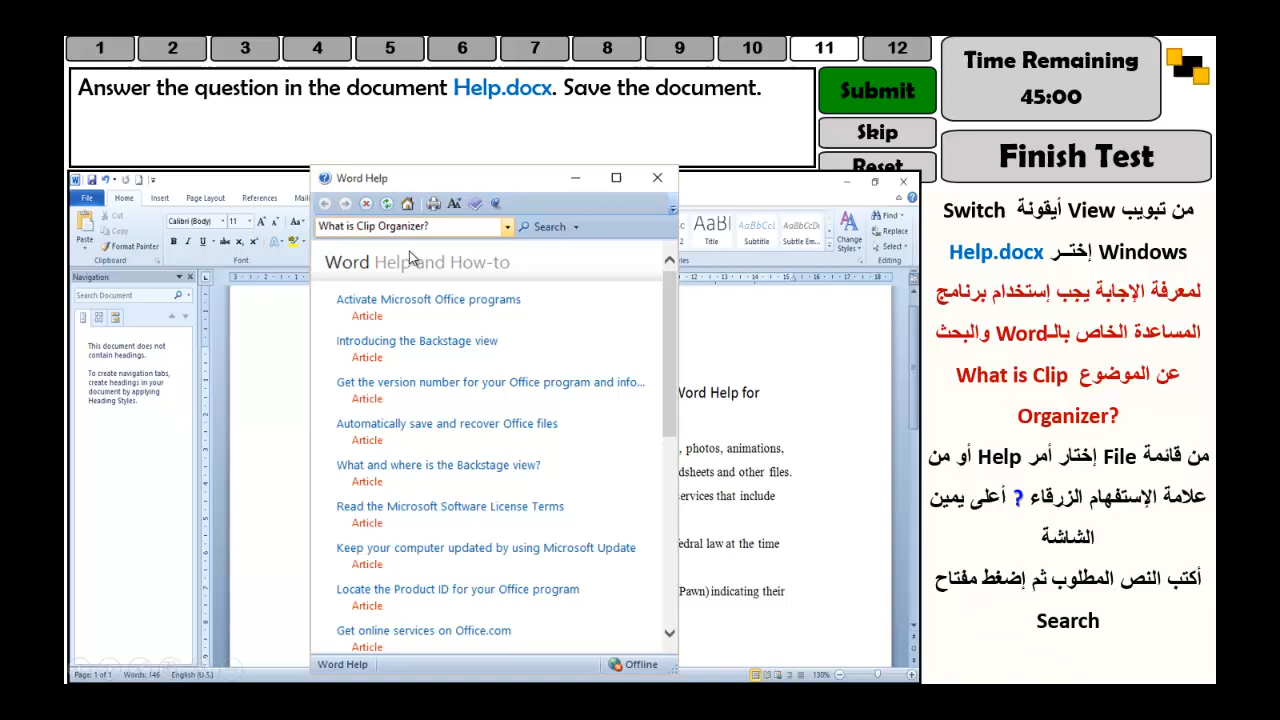 1 2 3 4 5 6 7 8 9 10 11 12
Answer the question in the document Help.docx. Save the document.
Submit
Skip
Reset
Time Remaining
45:00
Finish Test
من تبويب View أيقونة Switch
Windows إختر Help.docx
لمعرفة الإجابة يجب إستخدام برنامج
المساعدة الخاص بالـWord والبحث
عن الموضوع What is Clip
Organizer?
من قائمة File إختار أمر Help أو من
علامة الإستفهام الزرقاء ? أعلى يمين
الشاشة
أكتب النص المطلوب ثم إضغط مفتاح
Search
File Home Insert Page Layout References Maili
Paste
Cut
Copy
Format Painter
Clipboard
Calibri (Body) 11
Font
Title
Subtitle
Subtle Em...
Change
Styles
Find
Replace
Select
Editing
Navigation
Search Document
This document does not
contain headings.
To create navigation tabs,
create headings in your
document by applying
Heading Styles.
Word Help
What is Clip Organizer?
Search
Word Help and How-to
Activate Microsoft Office programs
Article
Introducing the Backstage view
Article
Get the version number for your Office program and info...
Article
Automatically save and recover Office files
Article
What and where is the Backstage view?
Article
Read the Microsoft Software License Terms
Article
Keep your computer updated by using Microsoft Update
Article
Locate the Product ID for your Office program
Article
Get online services on Office.com
Article
Word Help
Offline
Word Help for
, photos, animations,
dsheets and other files.
ervices that include
ederal law at the time
Pawn) indicating their
Page: 1 of 1 Words: 146 English (U.S.)
130%